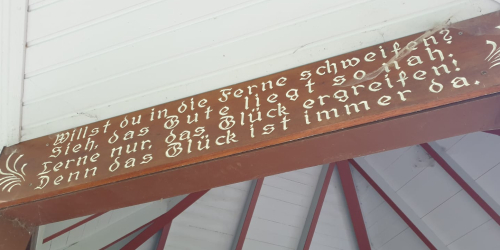 Willst du in die Ferne schweifen?
Sieh, das Gute liegt so nah;
Lerne nur, das Glück ergreifen!
Denn das Glück ist immer da.